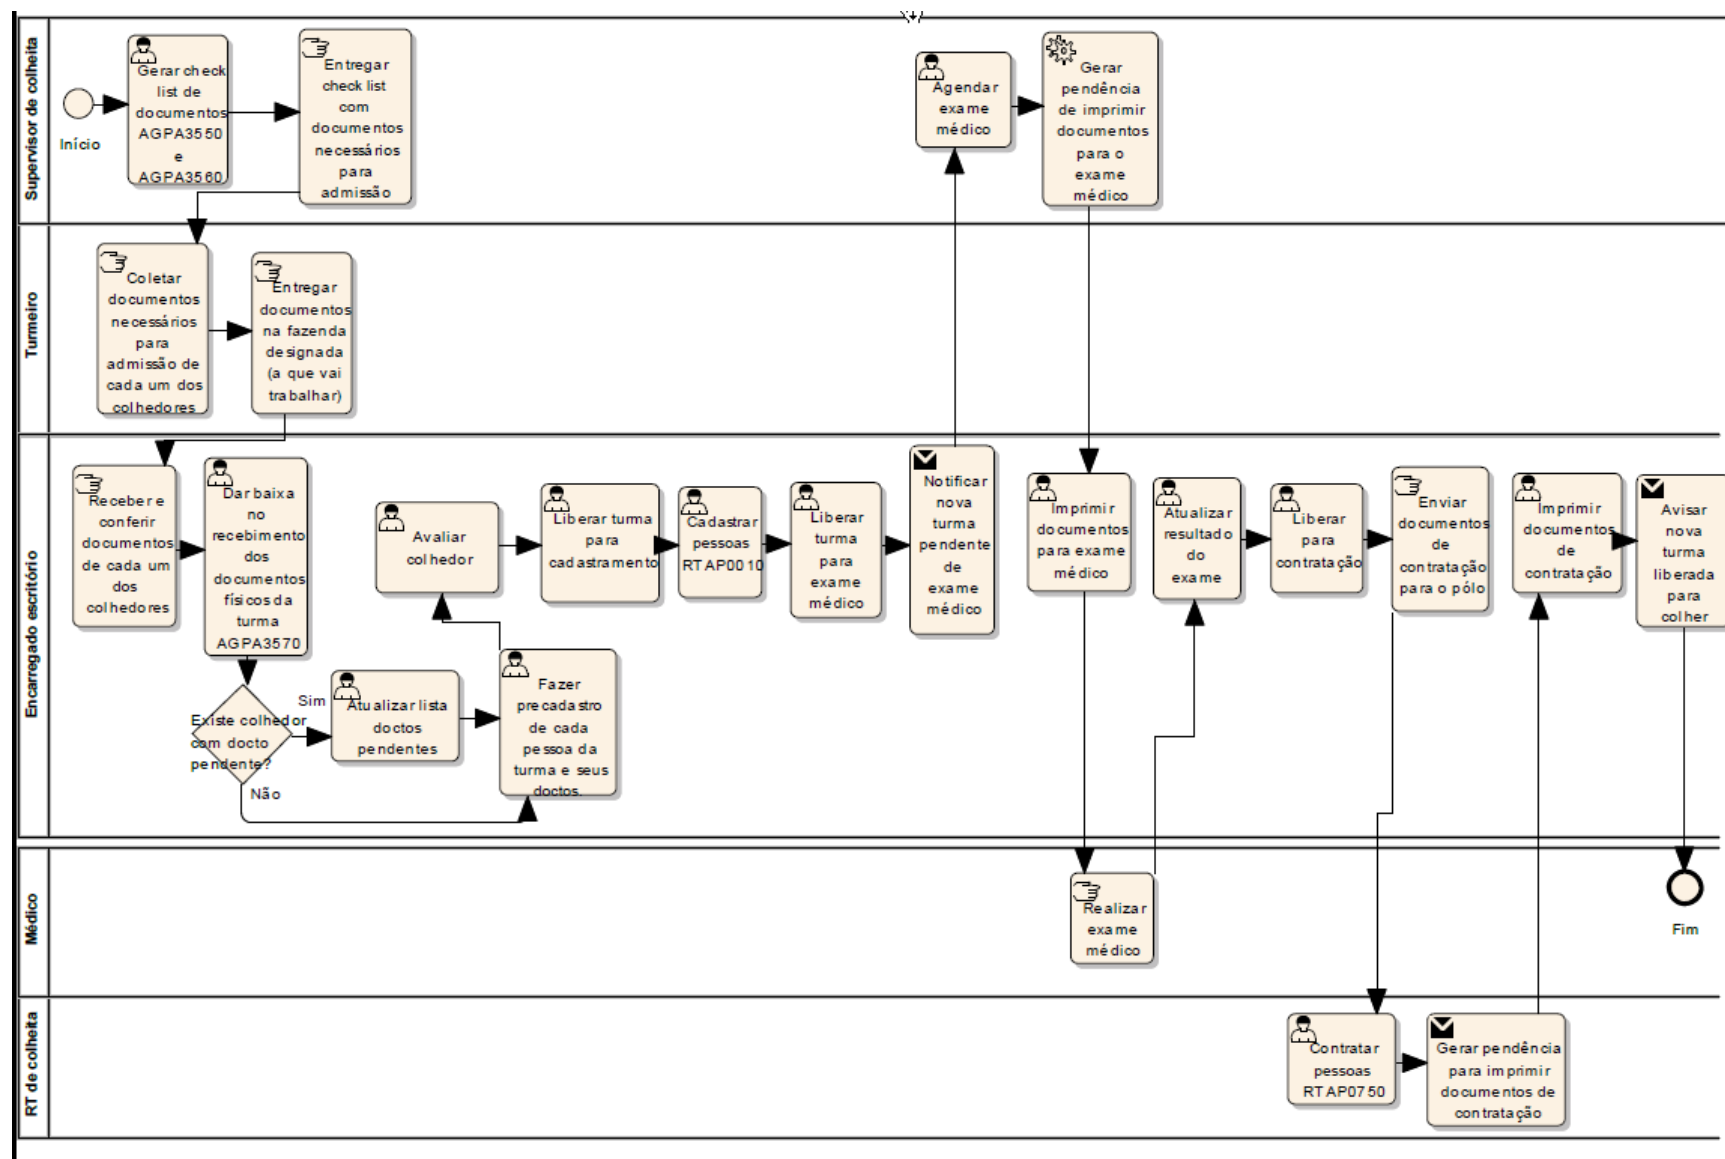 Supervisor de colheita
Início
Gerar check
list de
documentos
AGPA3550
e
AGPA3560
Entregar
check list
com
documentos
necessários
para
admissão
Agendar
exame
médico
Gerar
pendência
de imprimir
documentos
para o
exame
médico
Turmeiro
Coletar
documentos
necessários
para
admissão de
cada um dos
colhedores
Entregar
documentos
na fazenda
designada
(a que vai
trabalhar)
Encarregado escritório
Receber e
conferir
documentos
de cada um
dos
colhedores
Dar baixa
no
recebimento
dos
documentos
físicos da
turma
AGPA3570
Existe colhedor
com docto
pendente?
Sim
Não
Atualizar lista
doctos
pendentes
Fazer
precadastro
de cada
pessoa da
turma e seus
doctos.
Avaliar
colhedor
Liberar turma
para
cadastramento
Cadastrar
pessoas
RTAP0010
Liberar
turma
para
exame
médico
Notificar
nova
turma
pendente
de
exame
médico
Imprimir
documentos
para exame
médico
Atualizar
resultado
do
exame
Liberar
para
contratação
Enviar
documentos
de
contratação
para o pólo
Imprimir
documentos
de
contratação
Avisar
nova
turma
liberada
para
colher
Médico
Realizar
exame
médico
Fim
RT de colheita
Contratar
pessoas
RTAP0750
Gerar pendência
para imprimir
documentos de
contratação